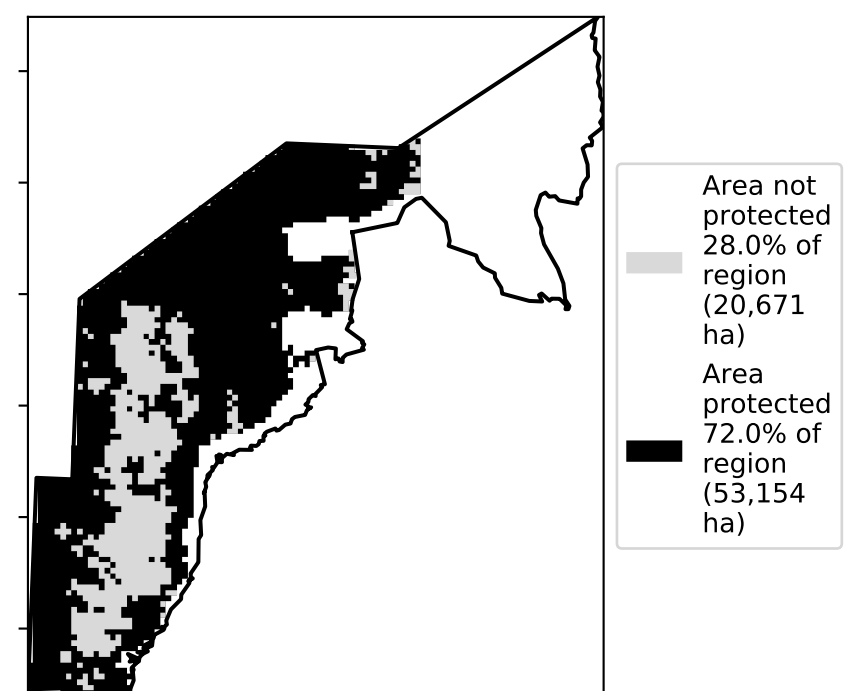 Area not
protected
28.0% of
region
(20,671
ha)
Area
protected
72.0% of
region
(53,154
ha)